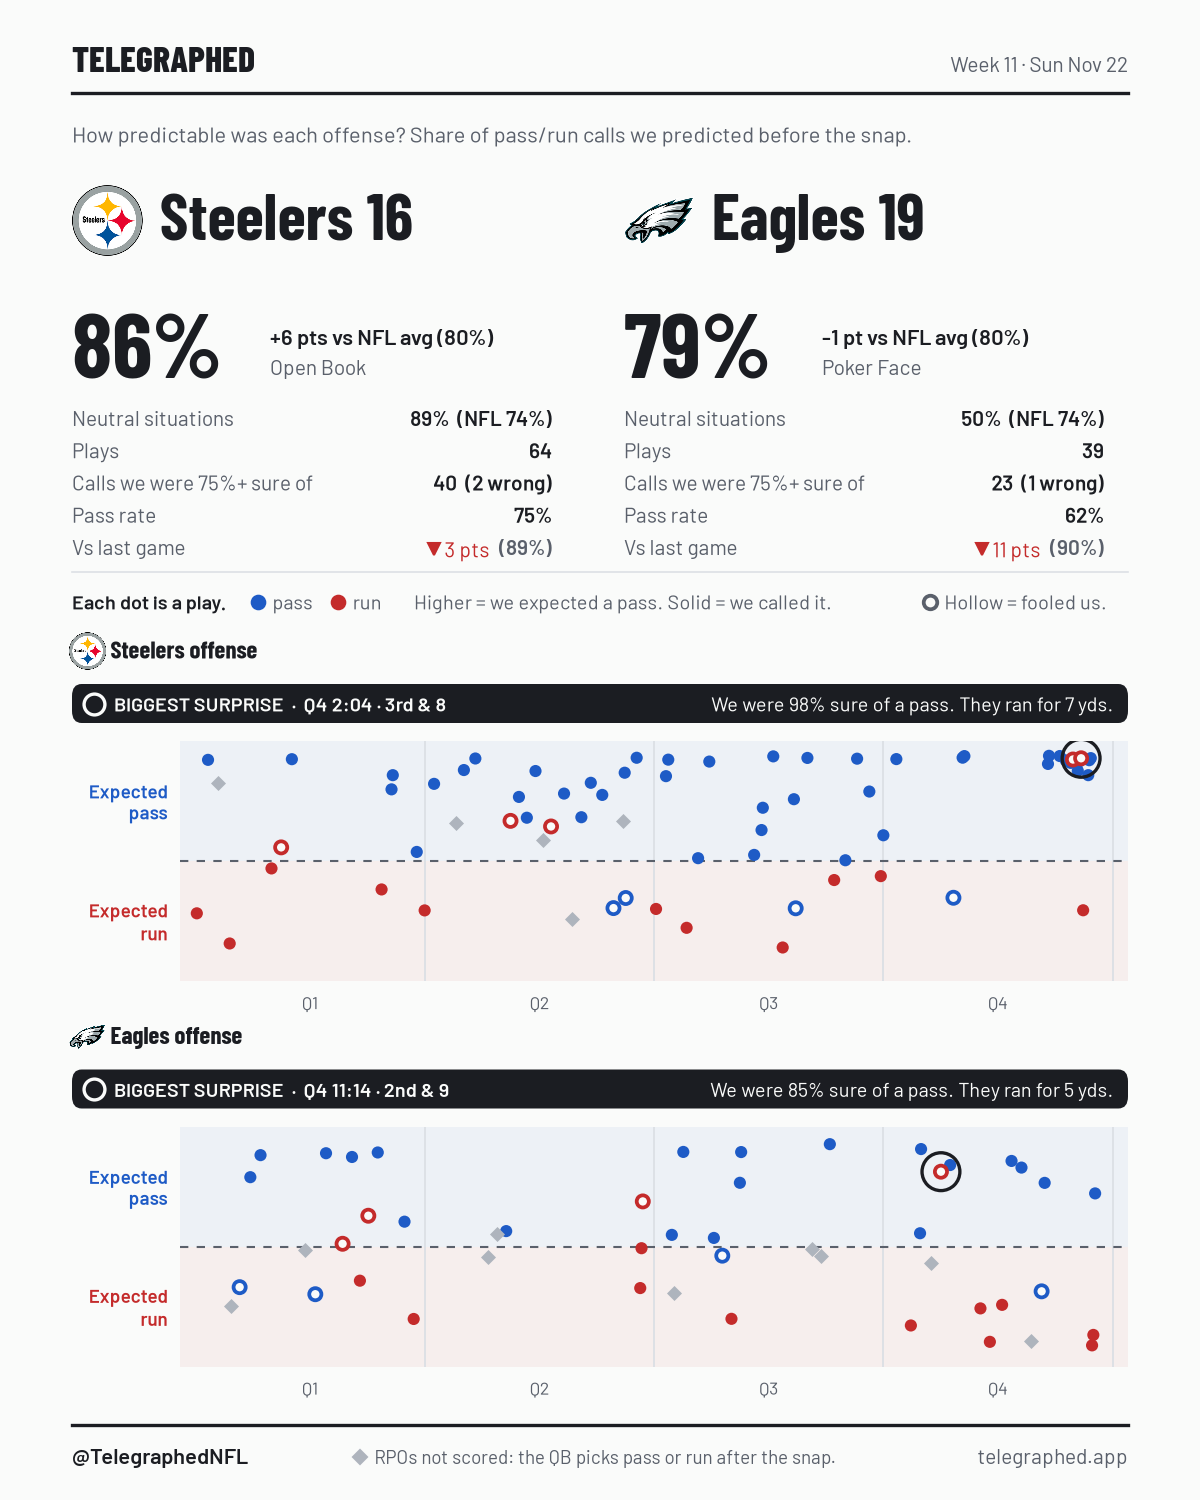 TELEGRAPHED
Week 11 · Sun Nov 22
How predictable was each offense? Share of pass/run calls we predicted before the snap.
Steelers
Steelers 16
Eagles 19
86%
+6 pts vs NFL avg (80%)
Open Book
79%
-1 pt vs NFL avg (80%)
Poker Face
Neutral situations 89% (NFL 74%)
Plays 64
Calls we were 75%+ sure of 40 (2 wrong)
Pass rate 75%
Vs last game ▼3 pts (89%)
Neutral situations 50% (NFL 74%)
Plays 39
Calls we were 75%+ sure of 23 (1 wrong)
Pass rate 62%
Vs last game ▼11 pts (90%)
Each dot is a play. pass run Higher = we expected a pass. Solid = we called it. Hollow = fooled us.
Steelers offense
BIGGEST SURPRISE · Q4 2:04 · 3rd & 8 We were 98% sure of a pass. They ran for 7 yds.
Expected
pass
Expected
run
Q1 Q2 Q3 Q4
Eagles offense
BIGGEST SURPRISE · Q4 11:14 · 2nd & 9 We were 85% sure of a pass. They ran for 5 yds.
Expected
pass
Expected
run
Q1 Q2 Q3 Q4
@TelegraphedNFL
RPOs not scored: the QB picks pass or run after the snap.
telegraphed.app